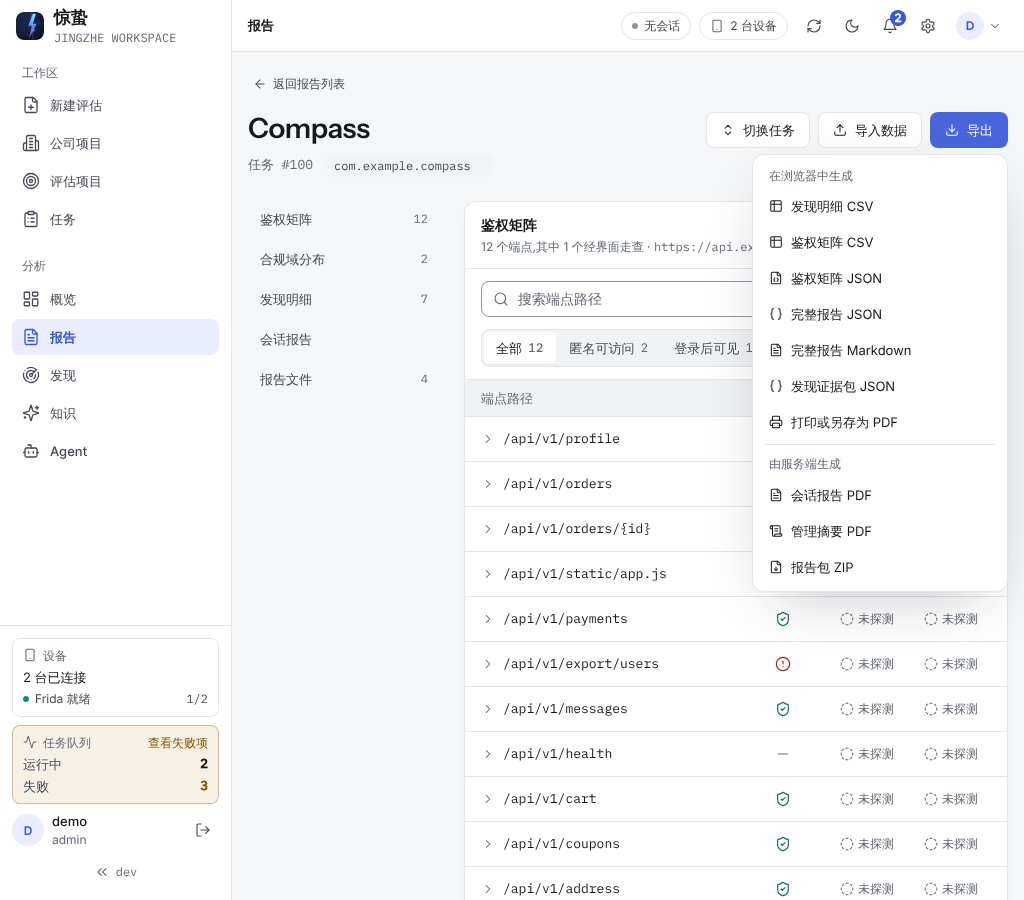 惊蛰
JINGZHE WORKSPACE
工作区
新建评估
公司项目
评估项目
任务
分析
概览
报告
发现
知识
Agent
设备
2 台已连接
Frida 就绪 1/2
任务队列 查看失败项
运行中 2
失败 3
D demo
admin
dev
报告
无会话
2 台设备
2
D
返回报告列表
Compass
切换任务
导入数据
导出
任务 #100 com.example.compass
鉴权矩阵 12
合规域分布 2
发现明细 7
会话报告
报告文件 4
鉴权矩阵
12 个端点,其中 1 个经界面走查 · https://api.ex
搜索端点路径
全部 12 匿名可访问 2 登录后可见 1
端点路径
/api/v1/profile
/api/v1/orders
/api/v1/orders/{id}
/api/v1/static/app.js
/api/v1/payments 未探测 未探测
/api/v1/export/users 未探测 未探测
/api/v1/messages 未探测 未探测
/api/v1/health — 未探测 未探测
/api/v1/cart 未探测 未探测
/api/v1/coupons 未探测 未探测
/api/v1/address 未探测 未探测
在浏览器中生成
发现明细 CSV
鉴权矩阵 CSV
鉴权矩阵 JSON
完整报告 JSON
完整报告 Markdown
发现证据包 JSON
打印或另存为 PDF
由服务端生成
会话报告 PDF
管理摘要 PDF
报告包 ZIP